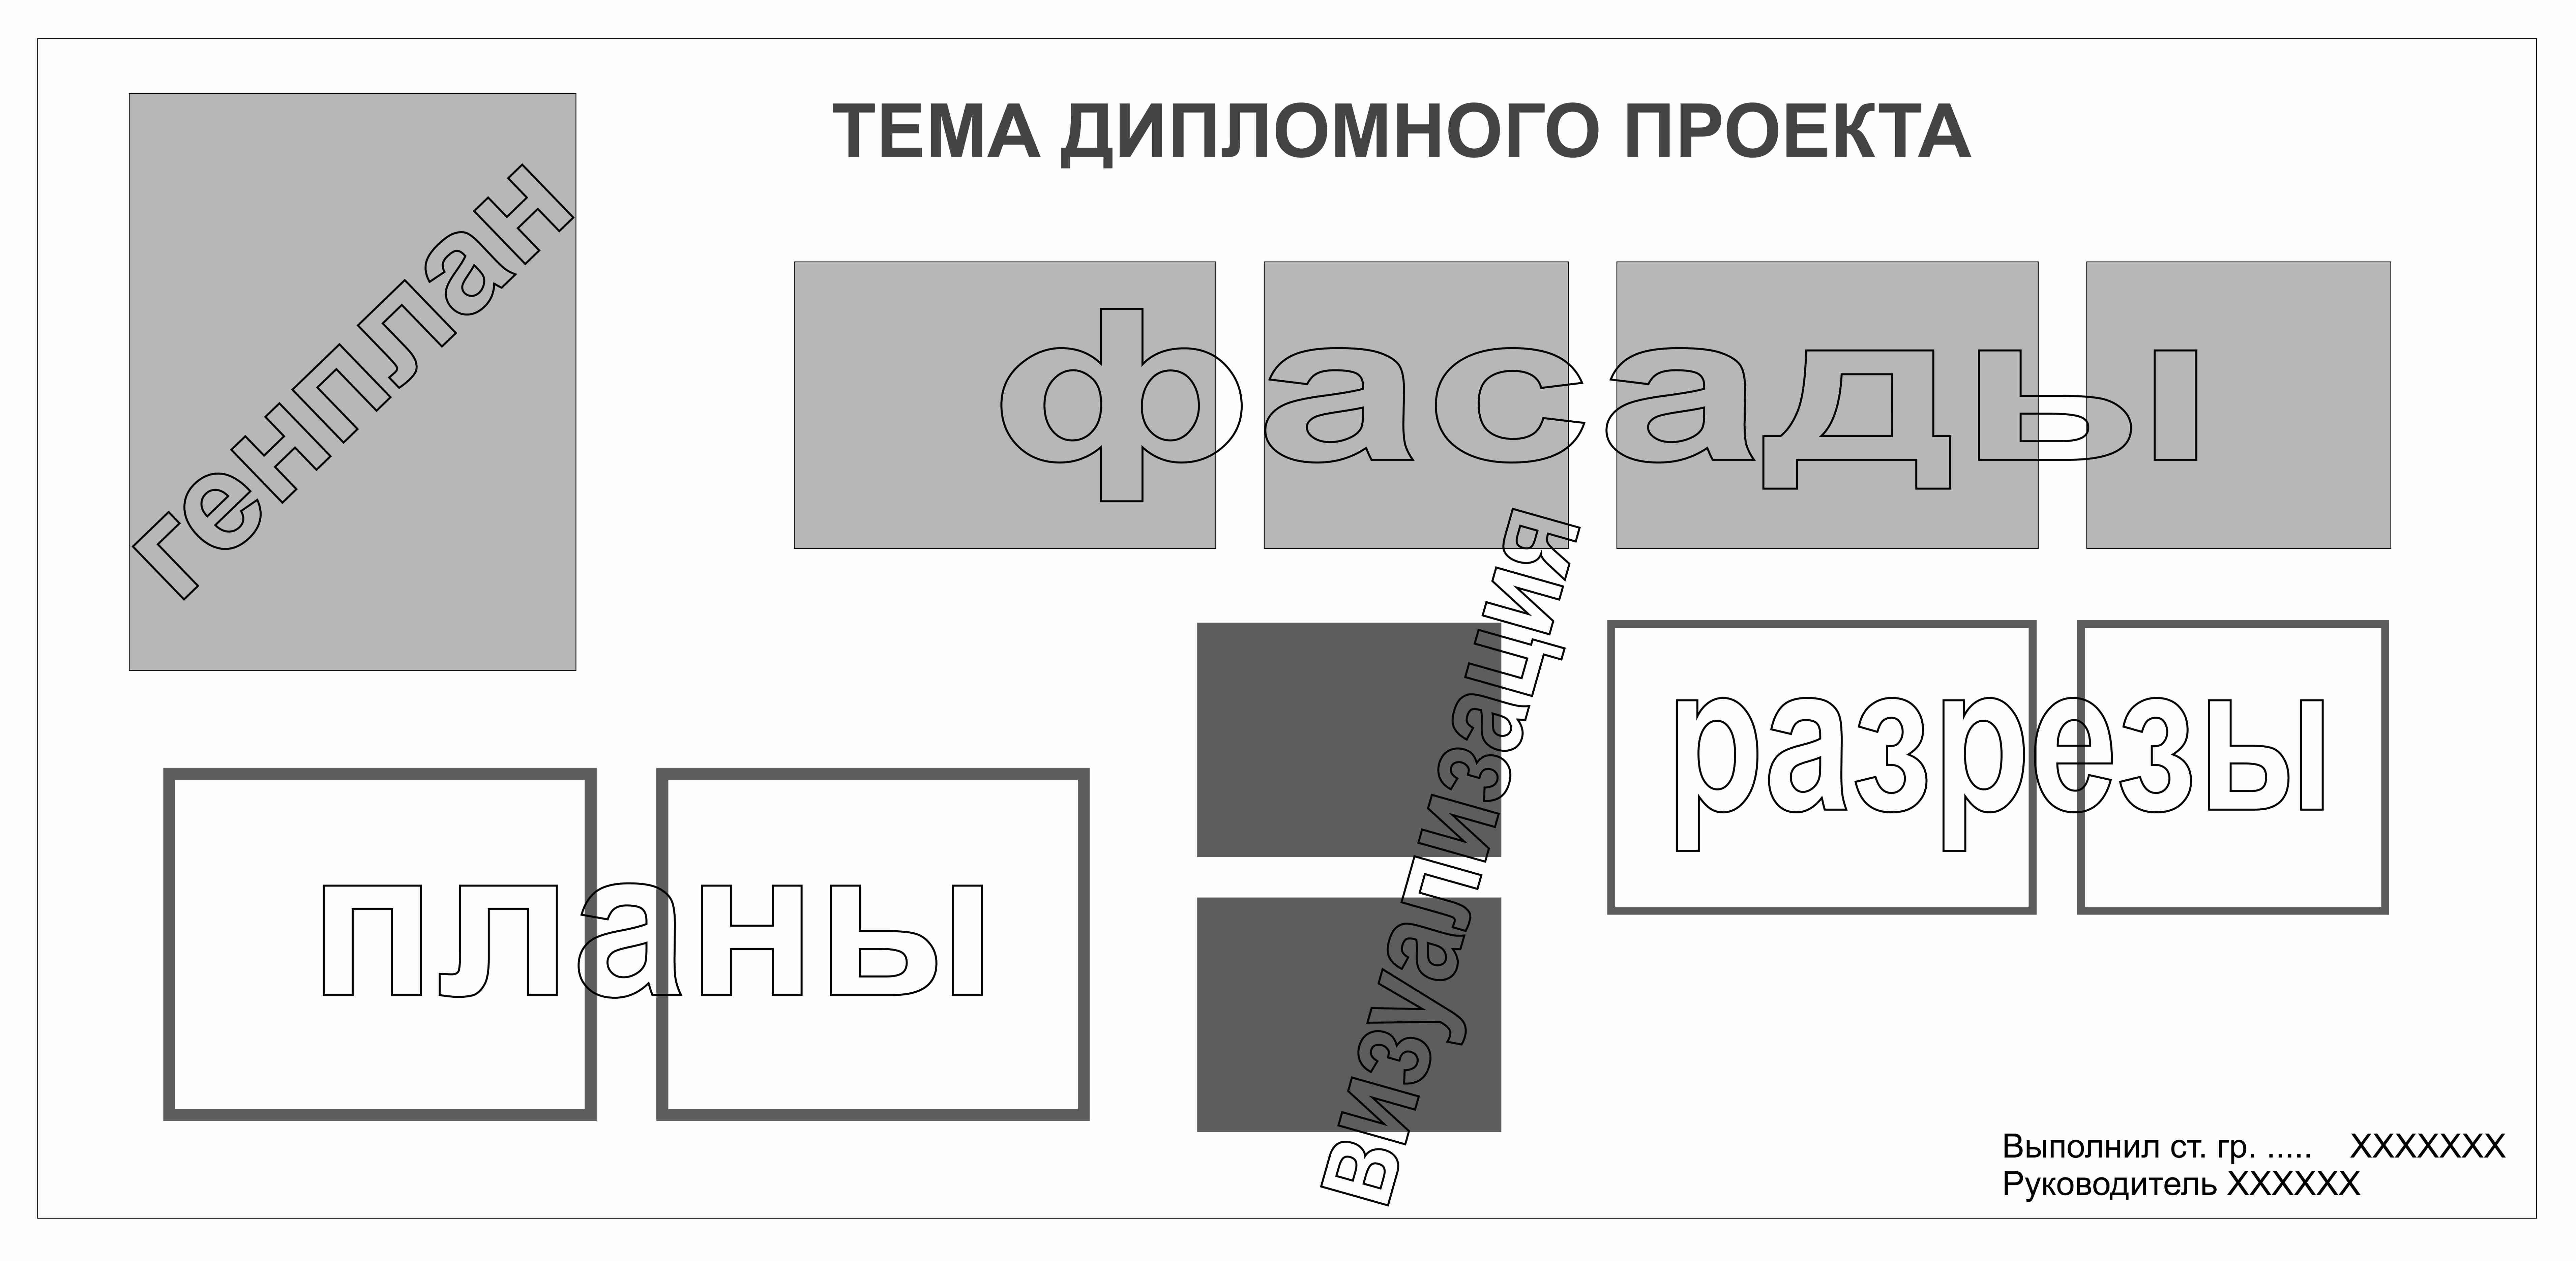 ТЕМА ДИПЛОМНОГО ПРОЕКТА
генплан
фасады
визуализация
разрезы
планы
Выполнил ст. гр. ..... XXXXXXX
Руководитель XXXXXX